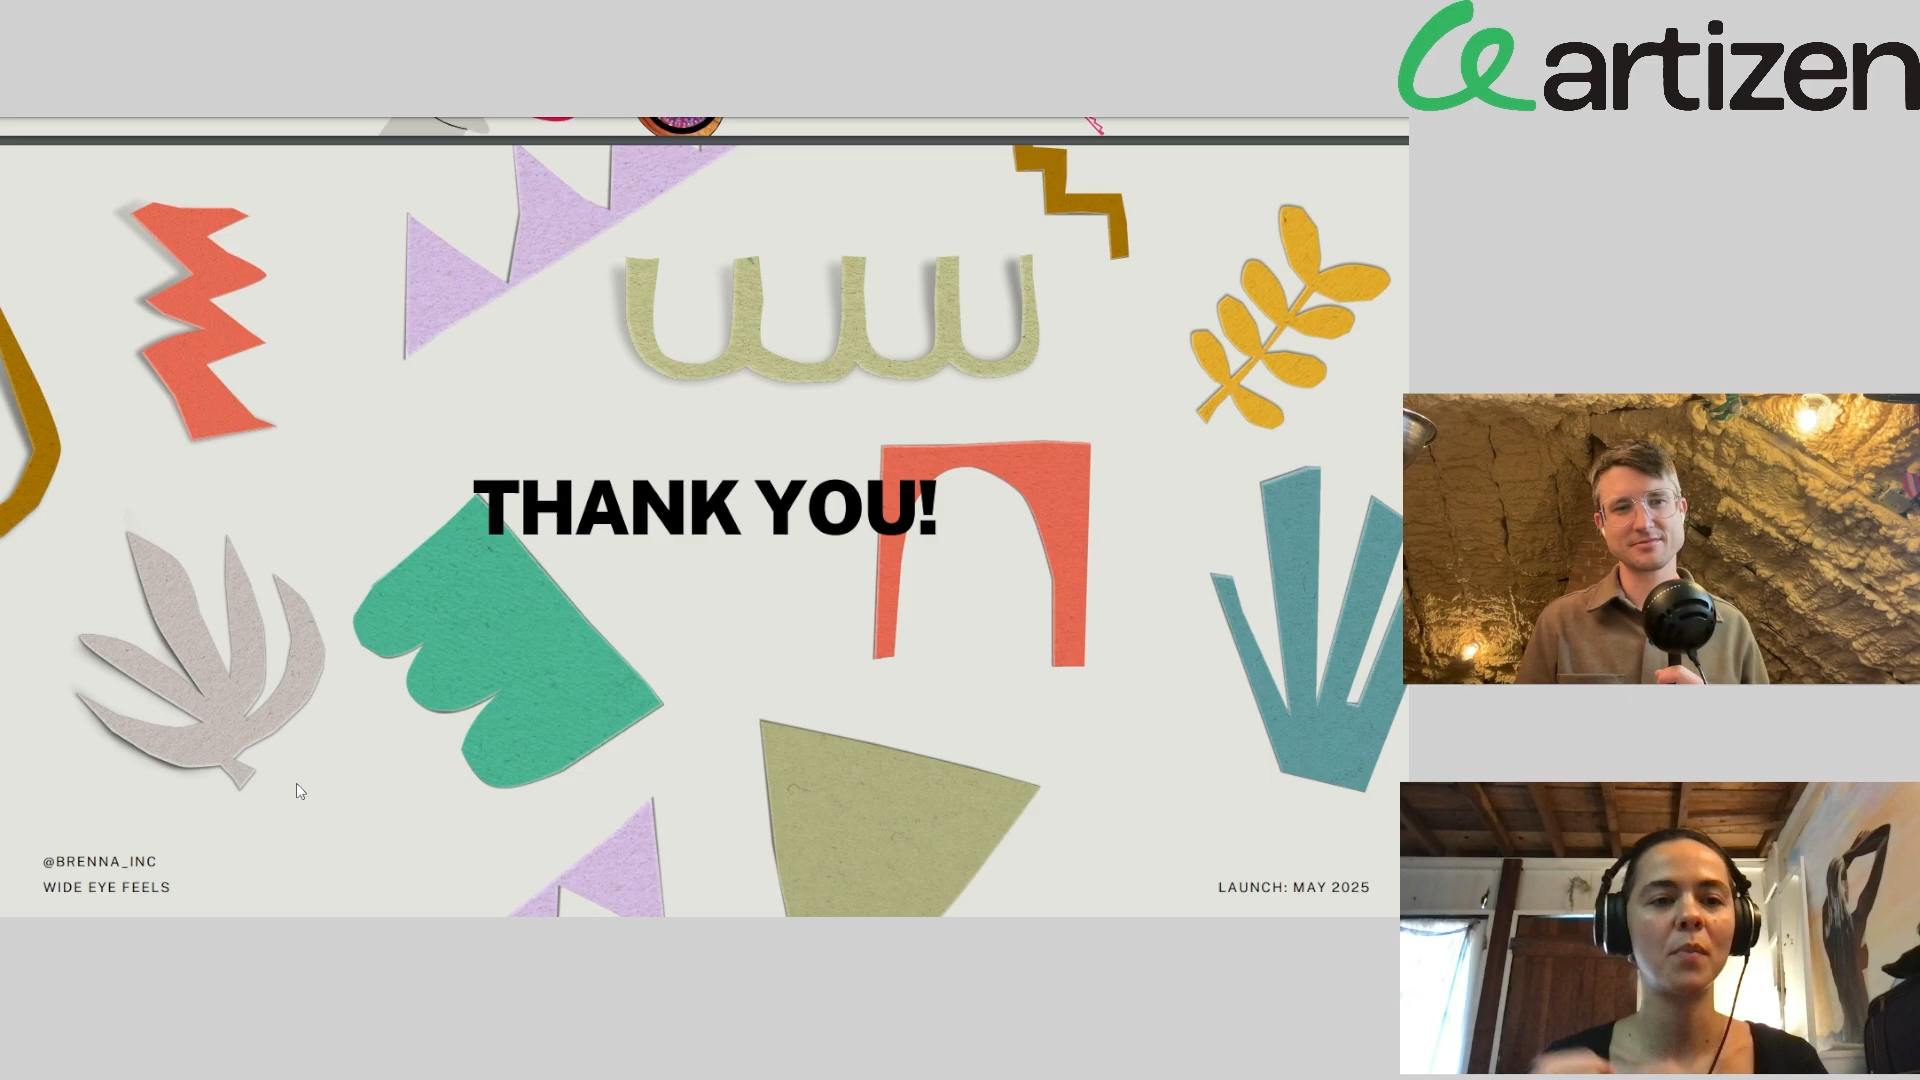 artizen
THANK YOU!
@BRENNA_INC
WIDE EYE FEELS
LAUNCH: MAY 2025